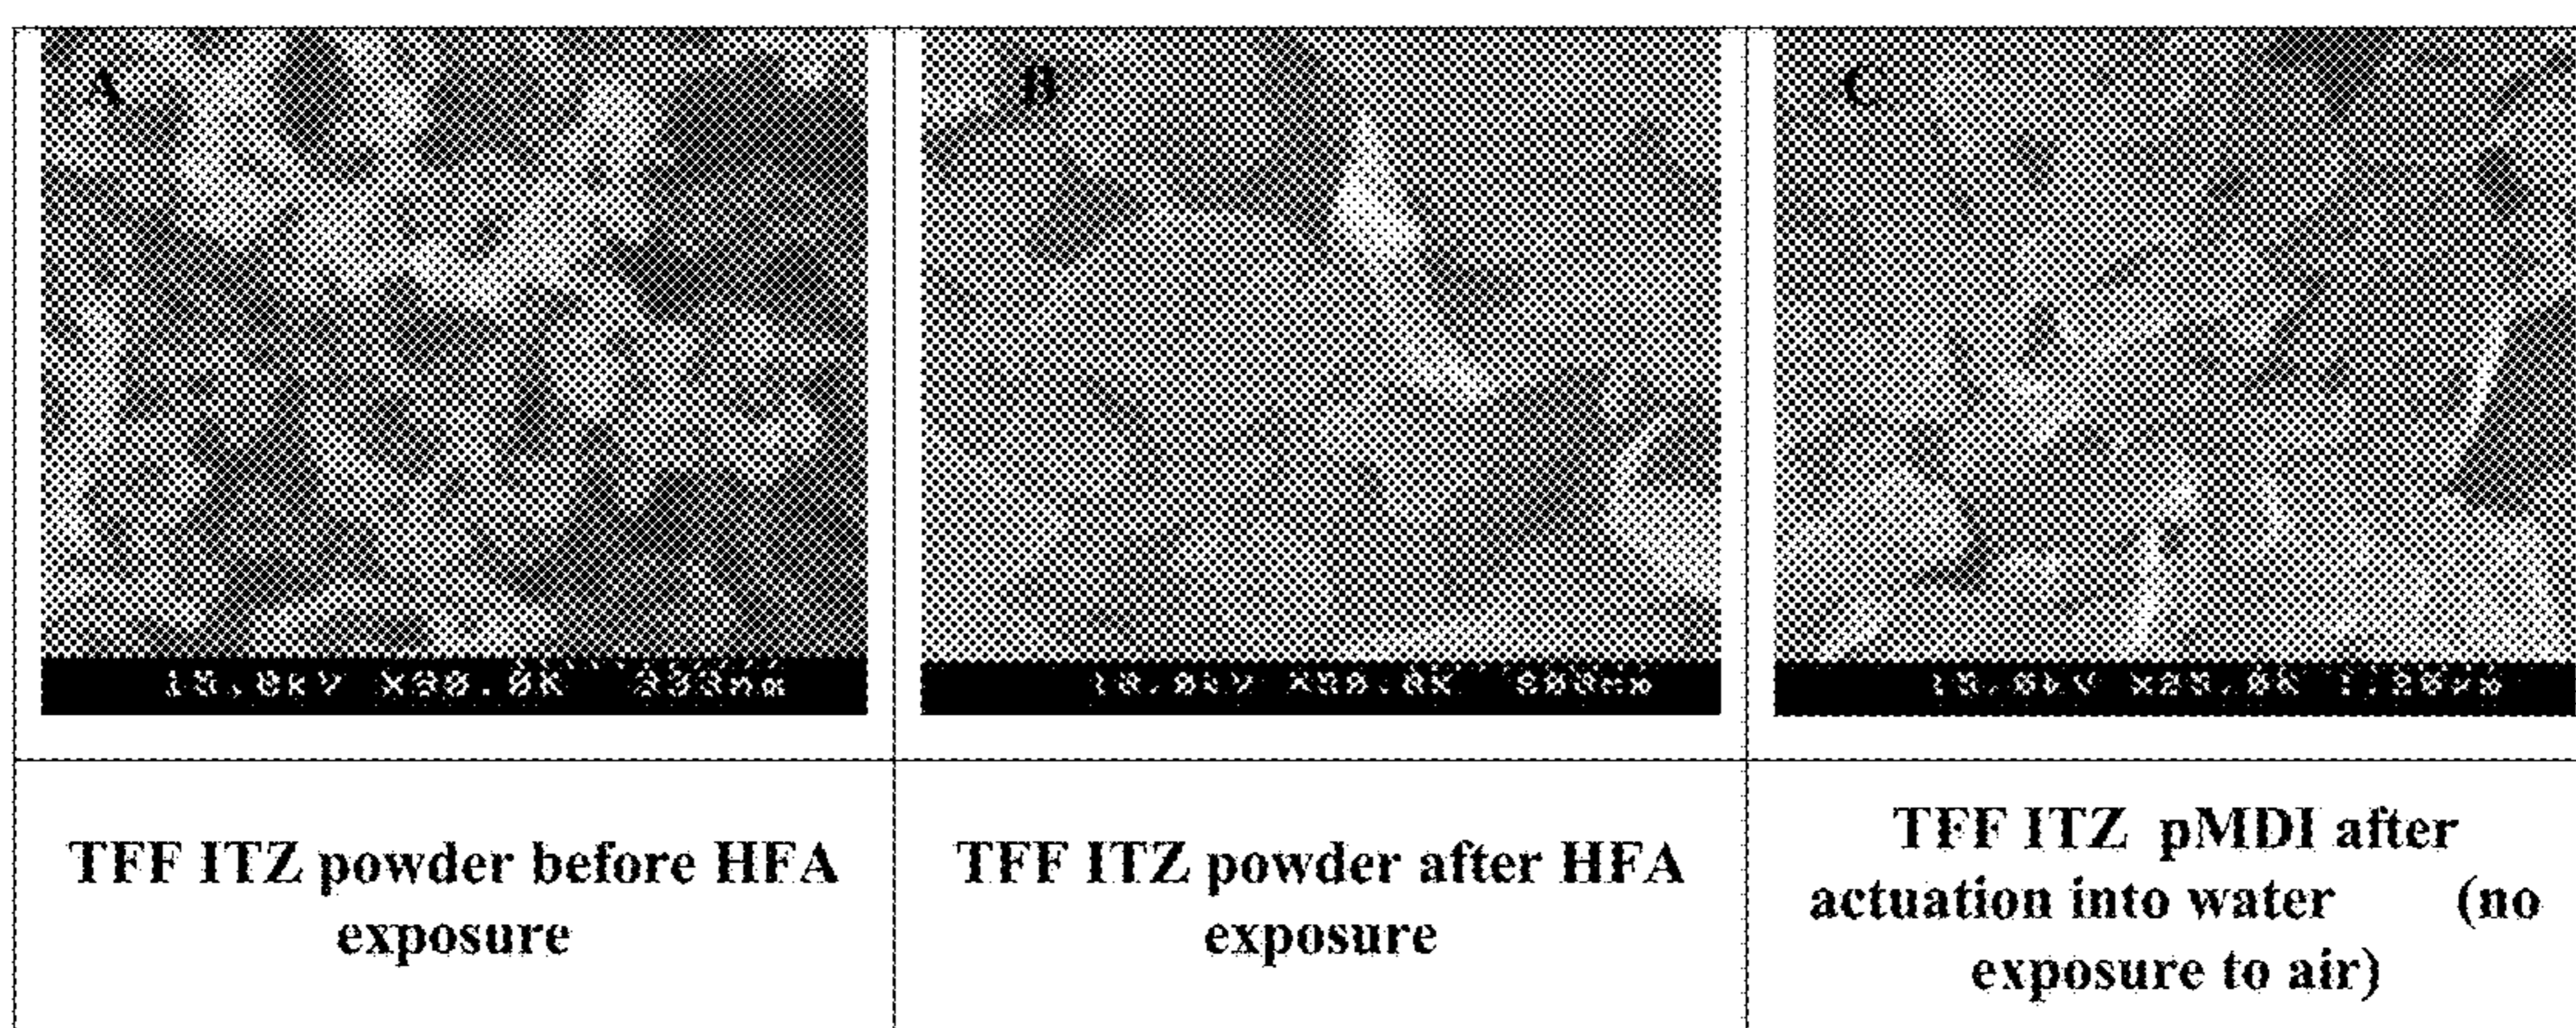 A
B
C
TFF ITZ powder before HFA
exposure
TFF ITZ powder after HFA
exposure
TFF ITZ pMDI after
actuation into water (no
exposure to air)